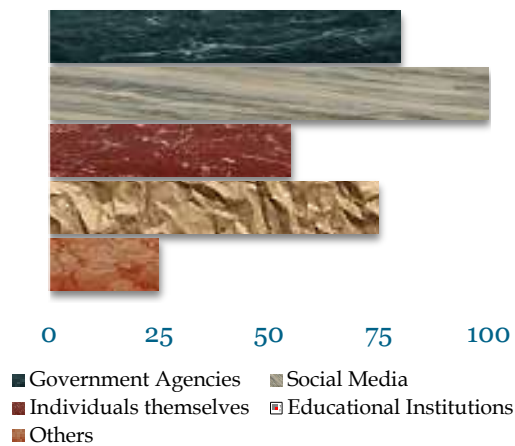 0 25 50 75 100
Government Agencies Social Media
Individuals themselves Educational Institutions
Others